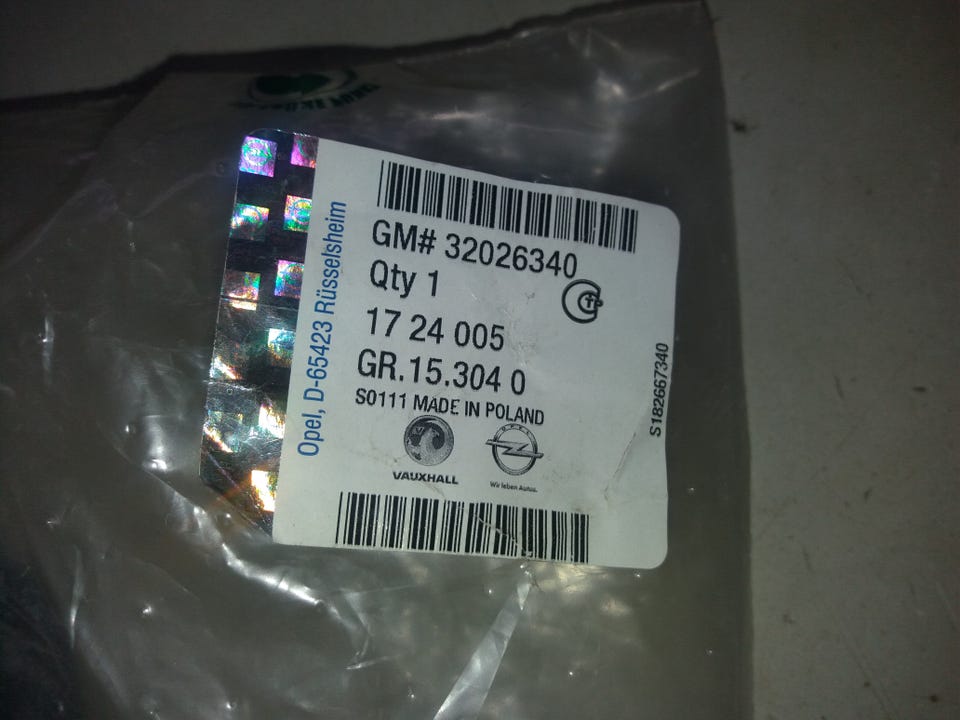 Opel, D-65423 Rüsselsheim
GM# 32026340
Qty 1
17 24 005
GR.15.304 0
S0111 MADE IN POLAND
VAUXHALL
OPEL
Wir leben Autos.
S182667340